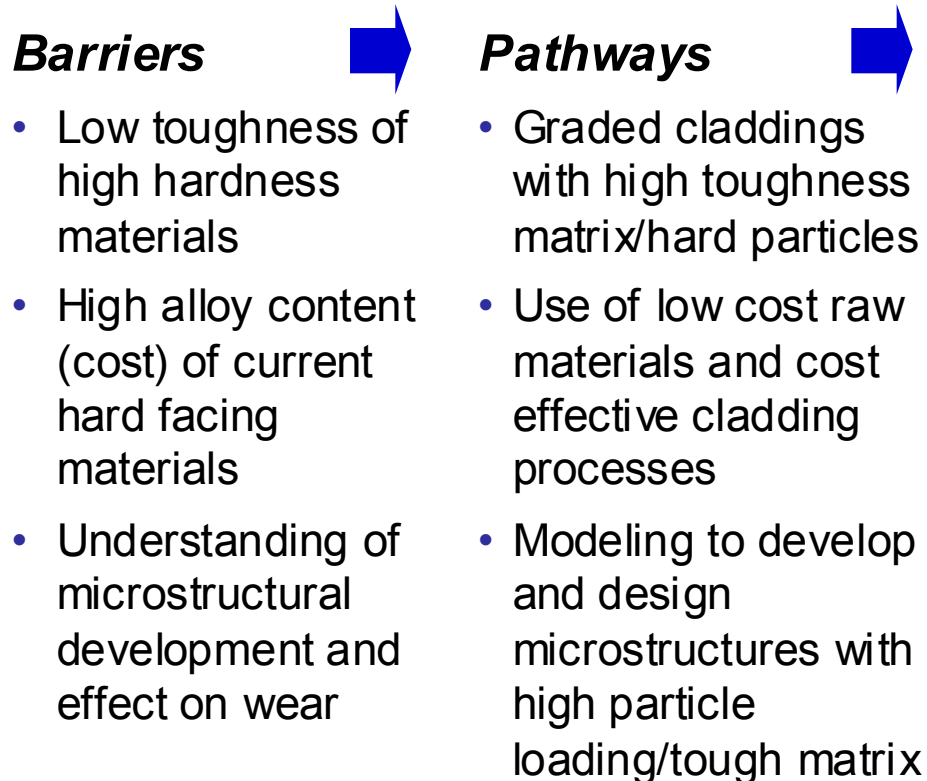 Barriers
• Low toughness of
high hardness
materials
• High alloy content
(cost) of current
hard facing
materials
• Understanding of
microstructural
development and
effect on wear
Pathways
• Graded claddings
with high toughness
matrix/hard particles
• Use of low cost raw
materials and cost
effective cladding
processes
• Modeling to develop
and design
microstructures with
high particle
loading/tough matrix